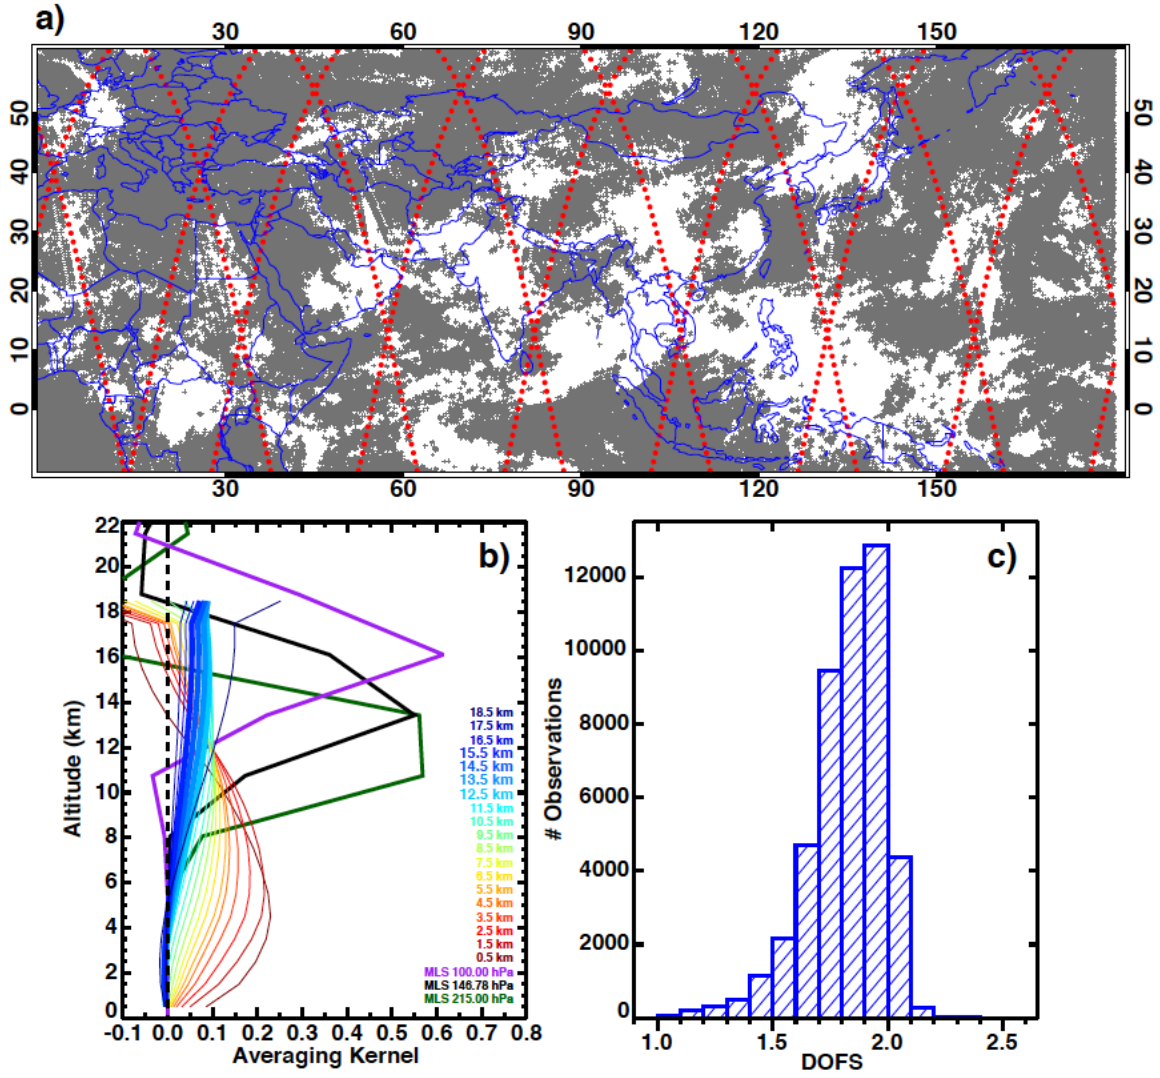 a)
30 60 90 120 150
50 50
40 40
30 30
20 20
10 10
0 0
30 60 90 120 150
b)
22
20
18
16
14
12
10
8
6
4
2
0
Altitude (km)
18.5 km
17.5 km
16.5 km
15.5 km
14.5 km
13.5 km
12.5 km
11.5 km
10.5 km
9.5 km
8.5 km
7.5 km
6.5 km
5.5 km
4.5 km
3.5 km
2.5 km
1.5 km
0.5 km
MLS 100.00 hPa
MLS 146.78 hPa
MLS 215.00 hPa
-0.1 0.0 0.1 0.2 0.3 0.4 0.5 0.6 0.7 0.8
Averaging Kernel
c)
12000
10000
8000
6000
4000
2000
0
# Observations
1.0 1.5 2.0 2.5
DOFS